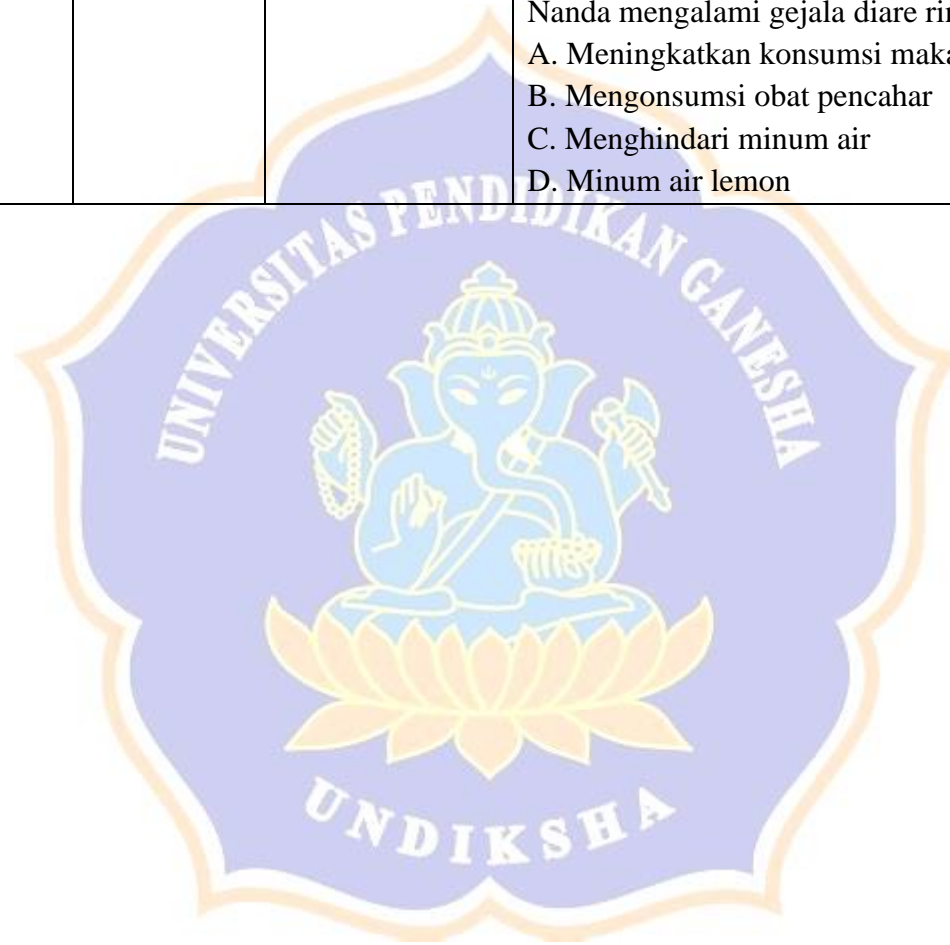 Nanda mengalami gejala diare
A. Meningkatkan konsumsi
B. Mengonsumsi obat pencahar
C. Menghindari minum air
D. Minum air lemon
UNIVERSITAS PENDIDIKAN GANESHA
UNDIKSHA